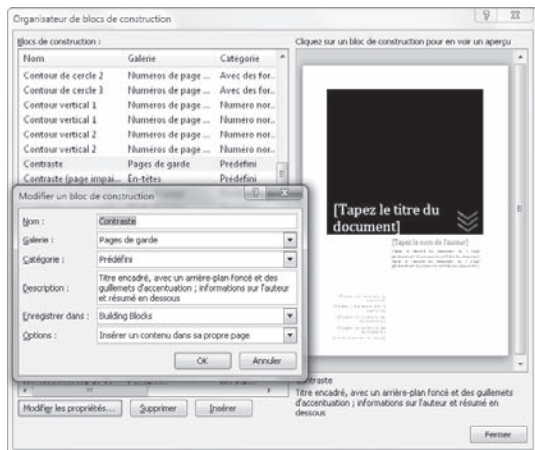 Organisateur de blocs de construction
Blocs de construction :
Cliquez sur un bloc de construction pour en voir un aperçu
Nom Galerie Catégorie
Contour de cercle 2 Numéros de page ... Avec des for...
Contour de cercle 3 Numéros de page ... Avec des for...
Contour vertical 1 Numéros de page ... Numéro nor...
Contour vertical 1 Numéros de page ... Numéro nor...
Contour vertical 2 Numéros de page ... Numéro nor...
Contour vertical 2 Numéros de page ... Numéro nor...
Contraste Pages de garde Prédéfini
Contraste (page impai... En-têtes Prédéfini
Modifier un bloc de construction
Nom : Contraste
Galerie : Pages de garde
Catégorie : Prédéfini
Description : Titre encadré, avec un arrière-plan foncé et des
guillemets d'accentuation ; informations sur l'auteur
et résumé en dessous
Enregistrer dans : Building Blocks
Options : Insérer un contenu dans sa propre page
OK Annuler
[Tapez le titre du
document]
[Tapez le nom de l'auteur]
Contraste
Titre encadré, avec un arrière-plan foncé et des guillemets
d'accentuation ; informations sur l'auteur et résumé en
dessous
Modifier les propriétés... Supprimer Insérer
Fermer